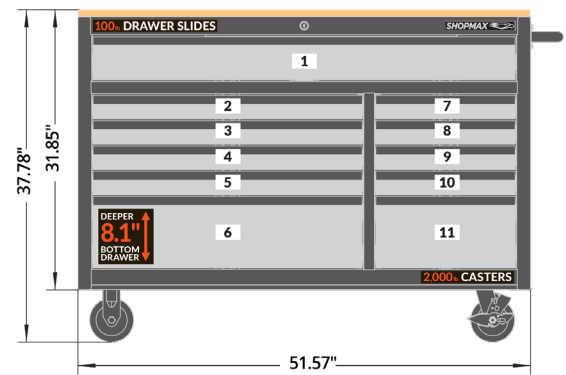 100lb DRAWER SLIDES
SHOPMAX
1
2
7
3
8
4
9
5
10
6
11
DEEPER
8.1"
BOTTOM
DRAWER
2,000lb CASTERS
37.78"
31.85"
51.57"